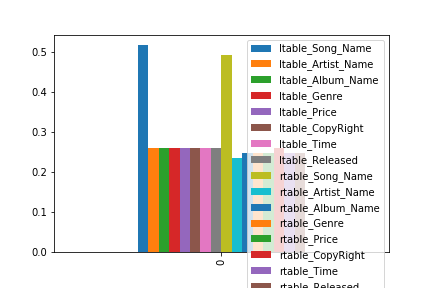 0.5
0.4
0.3
0.2
0.1
0.0
0
ltable_Song_Name
ltable_Artist_Name
ltable_Album_Name
ltable_Genre
ltable_Price
ltable_CopyRight
ltable_Time
ltable_Released
rtable_Song_Name
rtable_Artist_Name
rtable_Album_Name
rtable_Genre
rtable_Price
rtable_CopyRight
rtable_Time
rtable_Released